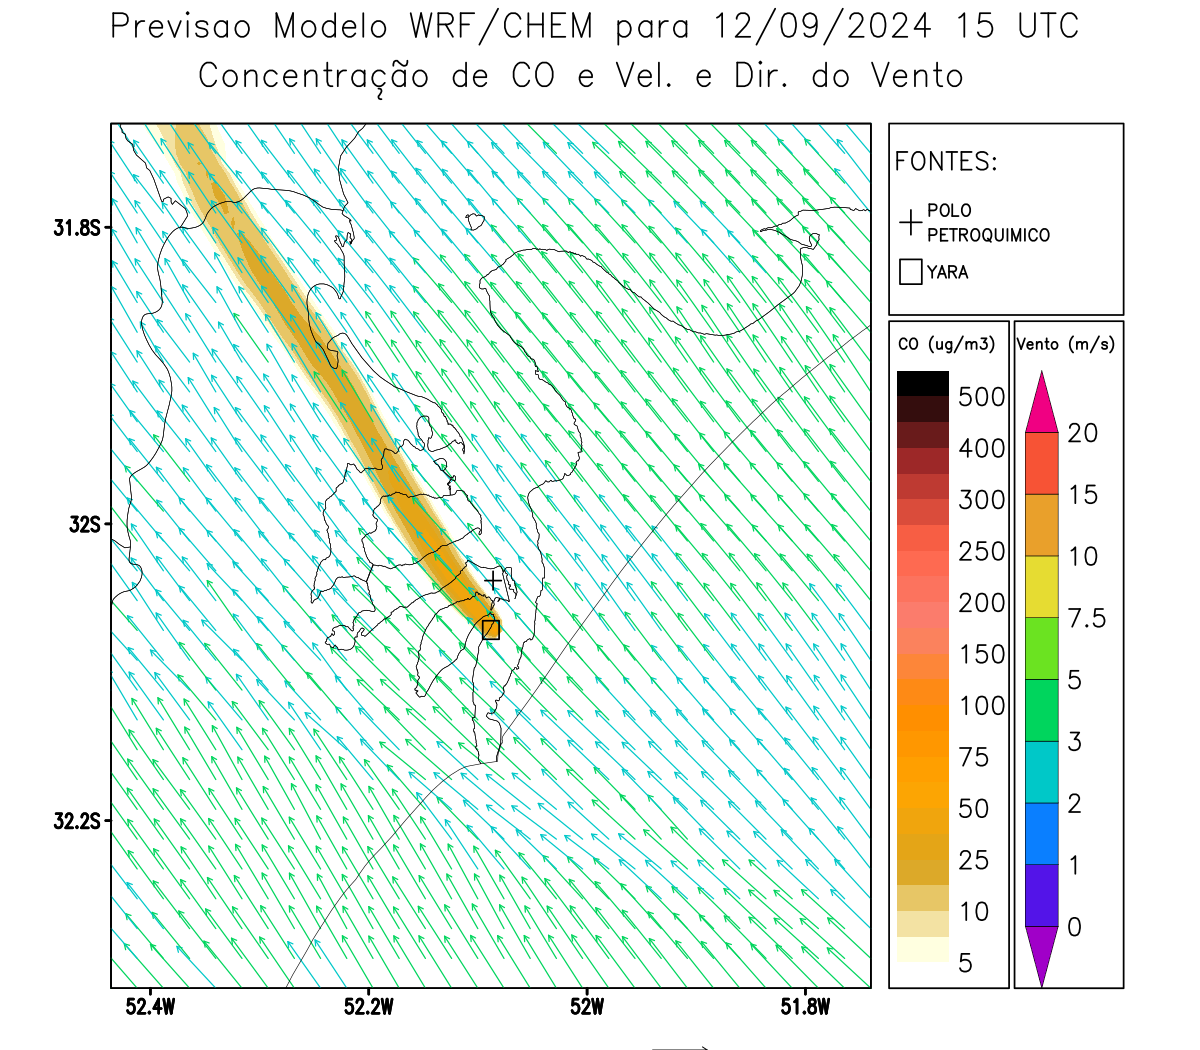 Previsao Modelo WRF/CHEM para 12/09/2024 15 UTC
Concentração de CO e Vel. e Dir. do Vento
FONTES:
POLO
PETROQUIMICO
YARA
CO (ug/m3)
500
400
300
250
200
150
100
75
50
25
10
5
Vento (m/s)
20
15
10
7.5
5
3
2
1
0
31.8S
32S
32.2S
52.4W
52.2W
52W
51.8W